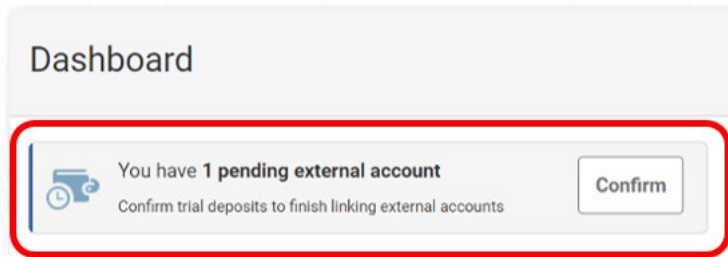 Dashboard
You have 1 pending external account
Confirm trial deposits to finish linking external accounts
Confirm